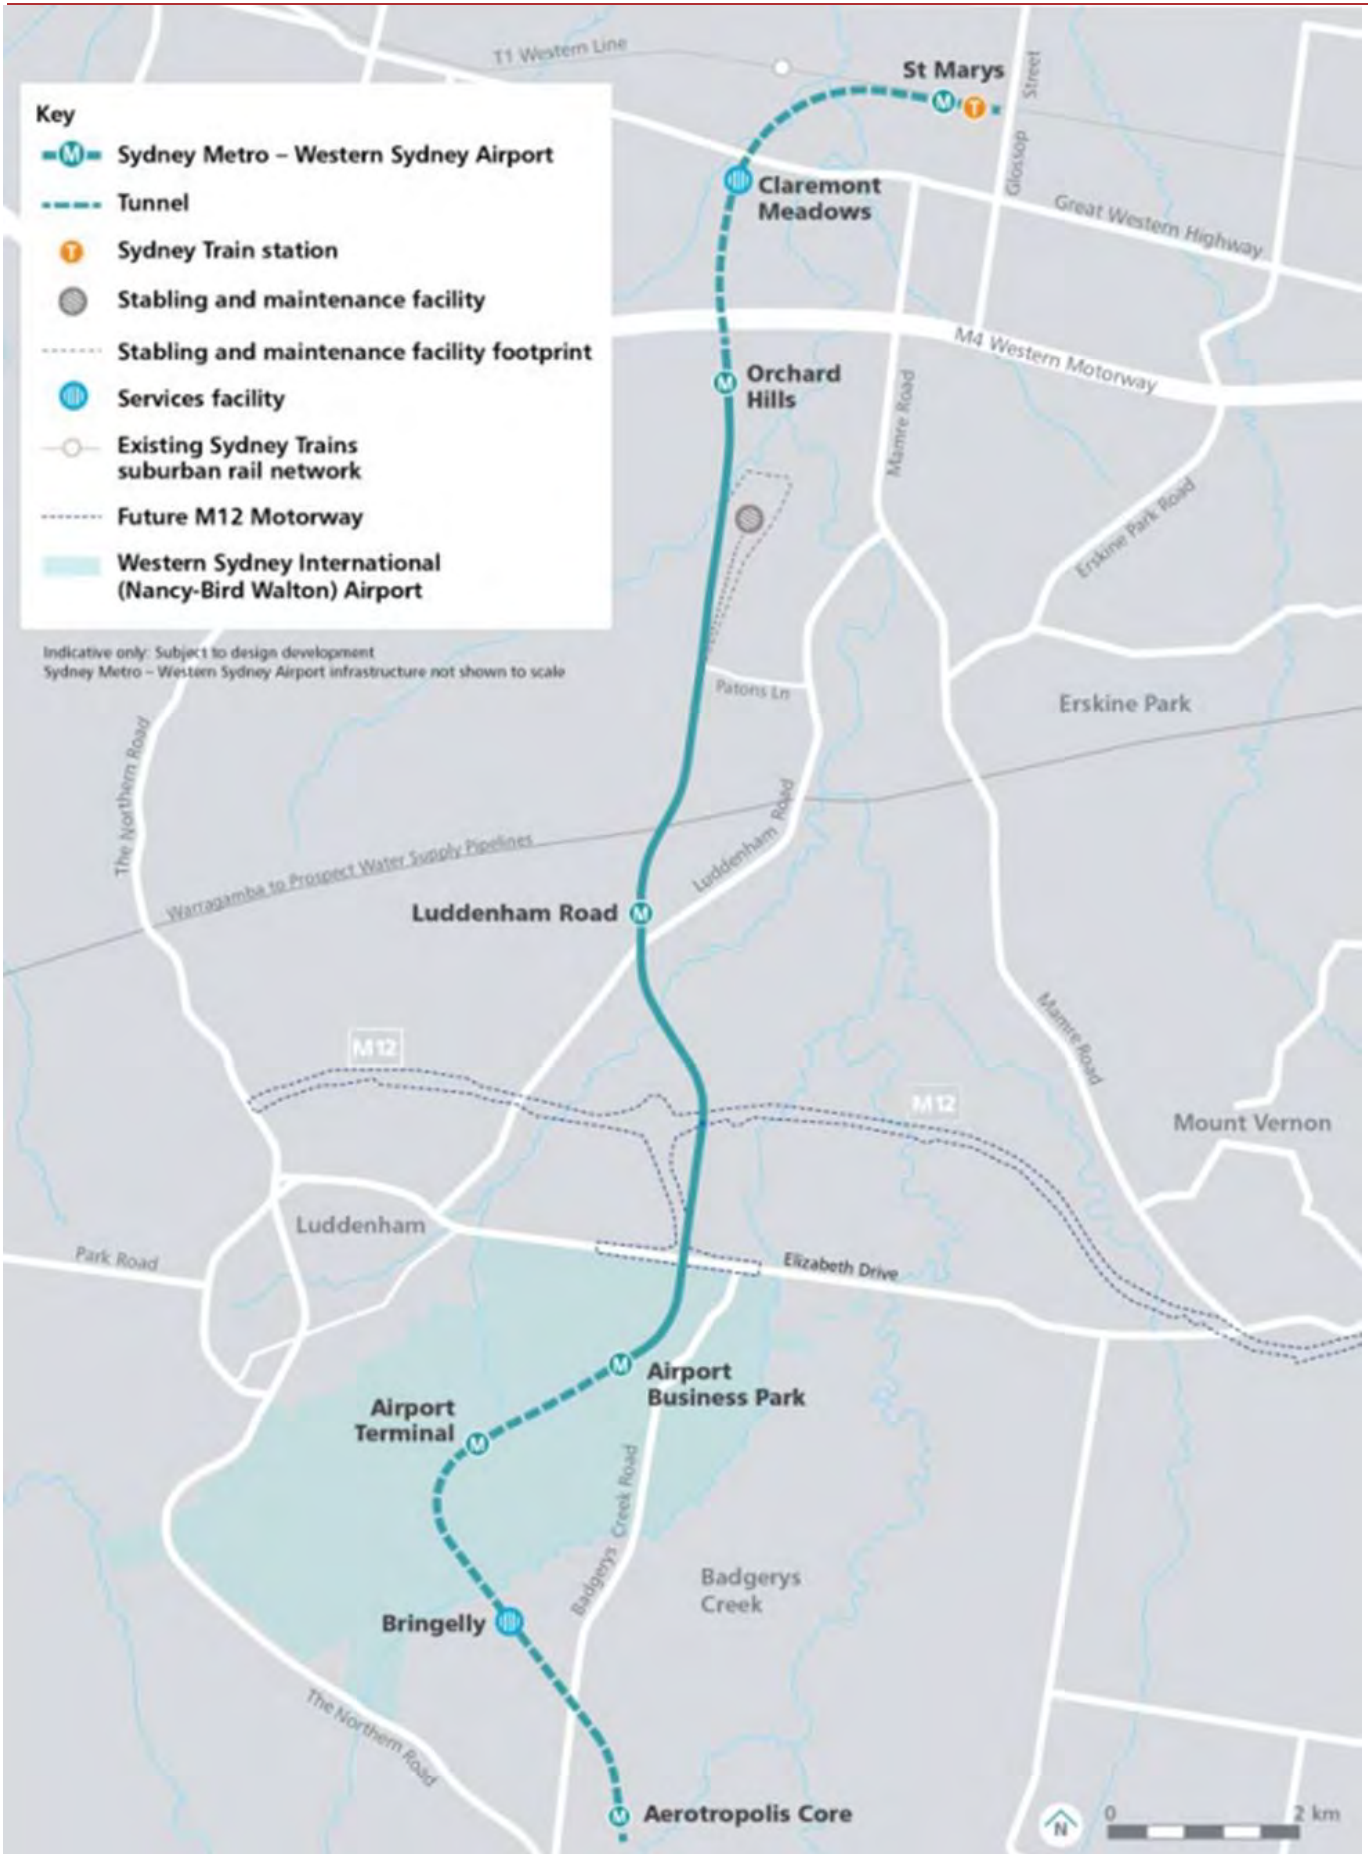 T1 Western Line
St Marys
M
T
Glossop Street
Key
M
Sydney Metro – Western Sydney Airport
Tunnel
T
Sydney Train station
Stabling and maintenance facility
Stabling and maintenance facility footprint
Services facility
Existing Sydney Trains
suburban rail network
Future M12 Motorway
Western Sydney International
(Nancy-Bird Walton) Airport
Indicative only: Subject to design development
Sydney Metro – Western Sydney Airport infrastructure not shown to scale
Claremont
Meadows
Great Western Highway
M4 Western Motorway
M
Orchard
Hills
Mamre Road
Erskine Park Road
Patons Ln
Erskine Park
The Northern Road
Warragamba to Prospect Water Supply Pipelines
Luddenham Road
Luddenham Road
M
Mamre Road
M12
M12
Mount Vernon
Luddenham
Park Road
Elizabeth Drive
M
Airport
Business Park
Airport
Terminal
M
Badgerys Creek Road
Badgerys
Creek
Bringelly
The Northern Road
M
Aerotropolis Core
N
0
2 km